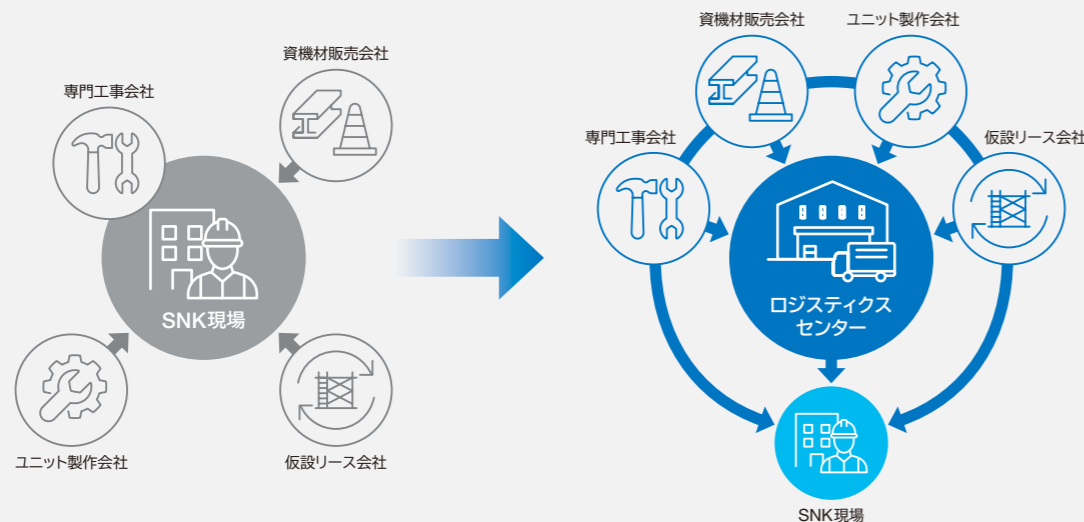 資機材販売会社
専門工事会社
SNK現場
ユニット製作会社
仮設リース会社
資機材販売会社
ユニット製作会社
専門工事会社
仮設リース会社
ロジスティクス
センター
SNK現場